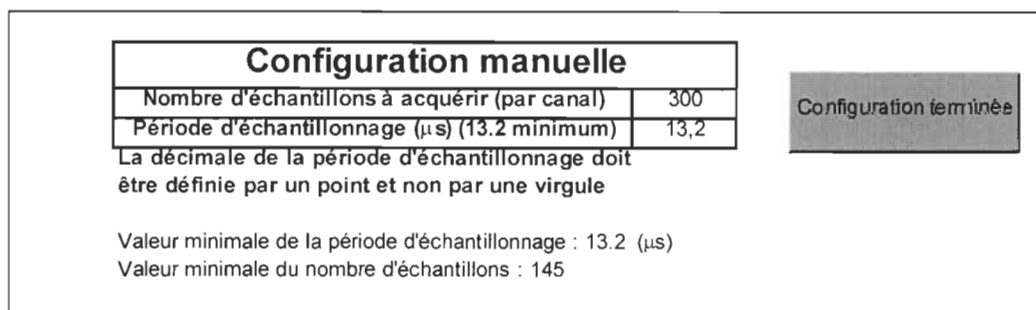 Configuration manuelle
Nombre d'échantillons à acquérir (par canal) 300
Période d'échantillonnage (μs) (13.2 minimum) 13,2
Configuration terminée
La décimale de la période d'échantillonnage doit
être définie par un point et non par une virgule
Valeur minimale de la période d'échantillonnage : 13.2 (μs)
Valeur minimale du nombre d'échantillons : 145